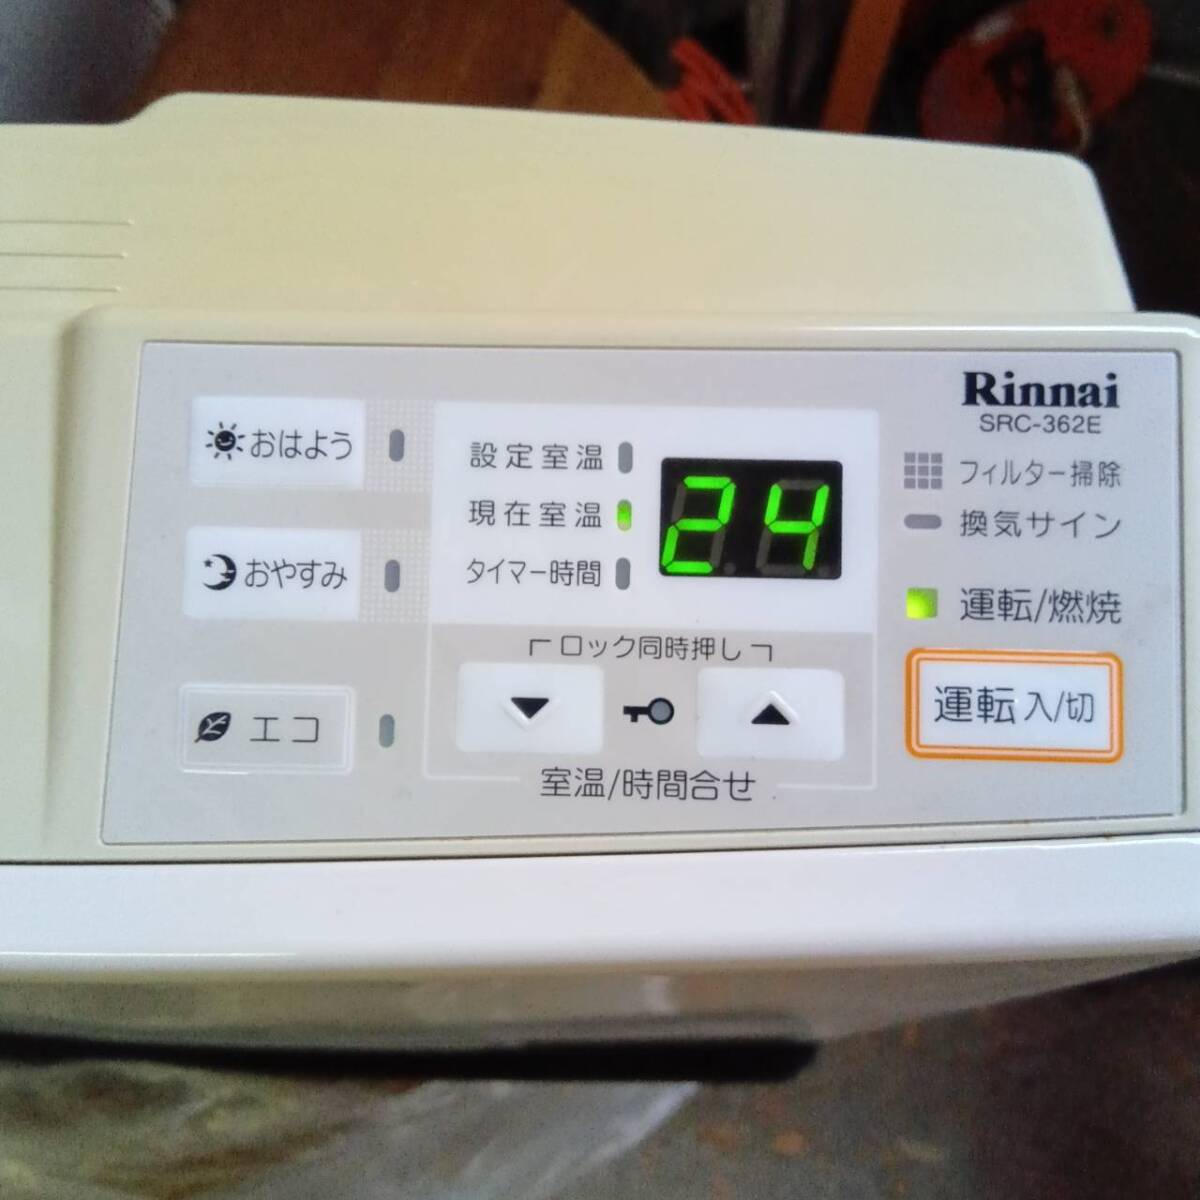 Rinnai
SRC-362E
おはよう
おやすみ
エコ
設定室温
現在室温
タイマー時間
24
ロック同時押し
室温/時間合せ
フィルター掃除
換気サイン
運転/燃焼
運転 入/切